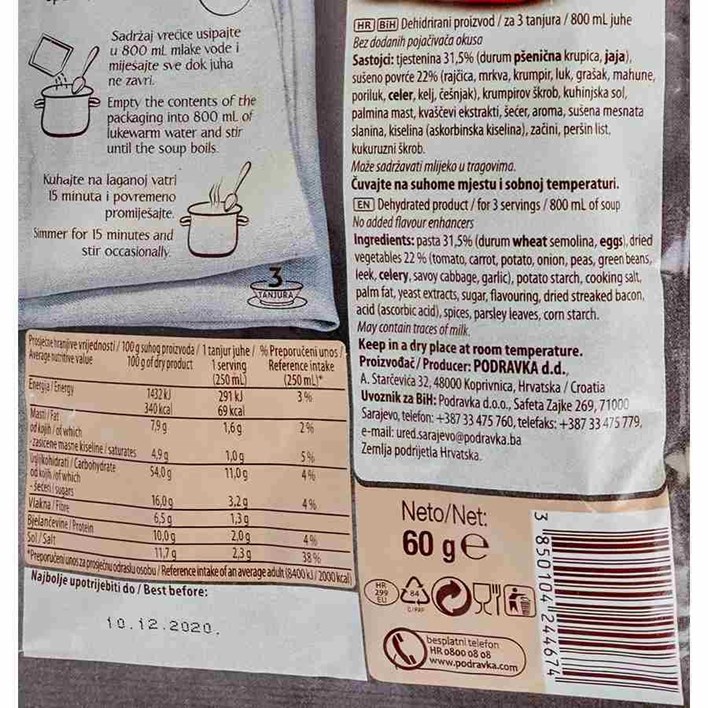 Sadržaj vrećice usipajte
u 800 mL mlake vode i
miješajte sve dok juha
ne zavri.
Empty the contents of the
packaging into 800 mL of
lukewarm water and stir
until the soup boils.
Kuhajte na laganoj vatri
15 minuta i povremeno
promiješajte.
Simmer for 15 minutes and
stir occasionally.
3
TANJURA
Prosječne hranjive vrijednosti / 100 g suhog proizvoda / 1 tanjur juhe / % Preporučeni unos /
Average nutritive value 100 g of dry product 1 serving Reference intake
(250 mL) (250 mL)*
Energija / Energy 1432 kJ 291 kJ 3 %
340 kcal 69 kcal
Masti / Fat 7,9 g 1,6 g 2 %
od kojih / of which
- zasićene masne kiseline / saturates 4,9 g 1,0 g 5 %
Ugljikohidrati / Carbohydrate 54,0 g 11,0 g 4 %
od kojih / of which
- šećeri / sugars 16,0 g 3,2 g 4 %
Vlakna / Fibre 6,5 g 1,3 g
Bjelančevine / Protein 10,0 g 2,0 g 4 %
Sol / Salt 11,7 g 2,3 g 38 %
*Preporučeni unos za prosječnu odraslu osobu / Reference intake of an average adult (8400 kJ / 2000 kcal)
Najbolje upotrijebiti do / Best before:
10.12.2020.
HR BiH Dehidrirani proizvod / za 3 tanjura / 800 mL juhe
Bez dodanih pojačivača okusa
Sastojci: tjestenina 31,5% (durum pšenična krupica, jaja),
sušeno povrće 22% (rajčica, mrkva, krumpir, luk, grašak, mahune,
poriluk, celer, kelj, češnjak), krumpirov škrob, kuhinjska sol,
palmina mast, kvaščevi ekstrakti, šećer, aroma, sušena mesnata
slanina, kiselina (askorbinska kiselina), začini, peršin list,
kukuruzni škrob.
Može sadržavati mlijeko u tragovima.
Čuvajte na suhome mjestu i sobnoj temperaturi.
EN Dehydrated product / for 3 servings / 800 mL of soup
No added flavour enhancers
Ingredients: pasta 31,5% (durum wheat semolina, eggs), dried
vegetables 22 % (tomato, carrot, potato, onion, peas, green beans,
leek, celery, savoy cabbage, garlic), potato starch, cooking salt,
palm fat, yeast extracts, sugar, flavouring, dried streaked bacon,
acid (ascorbic acid), spices, parsley leaves, corn starch.
May contain traces of milk.
Keep in a dry place at room temperature.
Proizvođač / Producer: PODRAVKA d.d.,
A. Starčevića 32, 48000 Koprivnica, Hrvatska / Croatia
Uvoznik za BiH: Podravka d.o.o., Safeta Zajke 269, 71000
Sarajevo, telefon: +387 33 475 760, telefaks: +387 33 475 779,
e-mail: ured.sarajevo@podravka.ba
Zemlja podrijetla Hrvatska.
Neto/Net:
60 g e
HR
299
EU
84
C/PAP
besplatni telefon
HR 0800 08 08
www.podravka.com
3 850104 244674